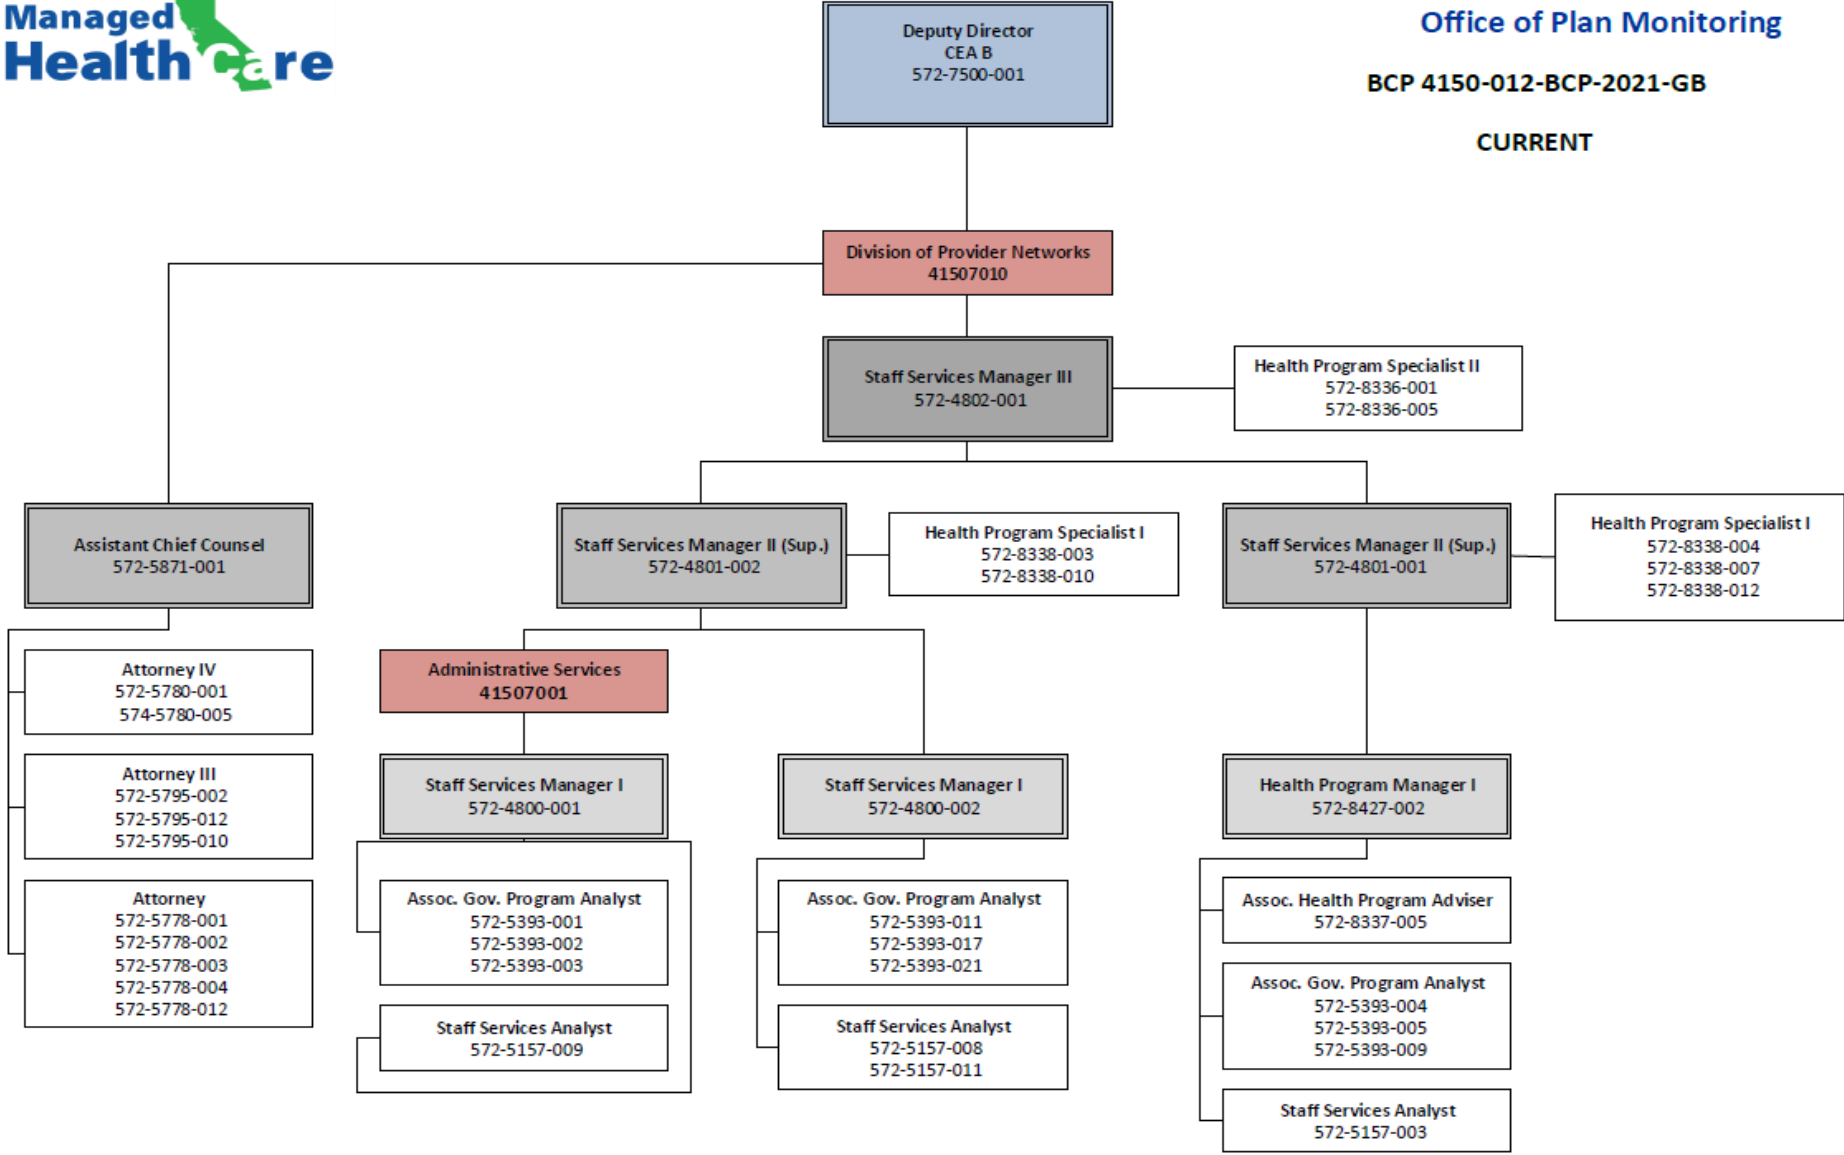 Managed
HealthCare
Office of Plan Monitoring
BCP 4150-012-BCP-2021-GB
CURRENT
Deputy Director
CEA B
572-7500-001
Division of Provider Networks
41507010
Staff Services Manager III
572-4802-001
Health Program Specialist II
572-8336-001
572-8336-005
Assistant Chief Counsel
572-5871-001
Staff Services Manager II (Sup.)
572-4801-002
Health Program Specialist I
572-8338-003
572-8338-010
Staff Services Manager II (Sup.)
572-4801-001
Health Program Specialist I
572-8338-004
572-8338-007
572-8338-012
Attorney IV
572-5780-001
574-5780-005
Attorney III
572-5795-002
572-5795-012
572-5795-010
Attorney
572-5778-001
572-5778-002
572-5778-003
572-5778-004
572-5778-012
Administrative Services
41507001
Staff Services Manager I
572-4800-001
Assoc. Gov. Program Analyst
572-5393-001
572-5393-002
572-5393-003
Staff Services Analyst
572-5157-009
Staff Services Manager I
572-4800-002
Assoc. Gov. Program Analyst
572-5393-011
572-5393-017
572-5393-021
Staff Services Analyst
572-5157-008
572-5157-011
Health Program Manager I
572-8427-002
Assoc. Health Program Adviser
572-8337-005
Assoc. Gov. Program Analyst
572-5393-004
572-5393-005
572-5393-009
Staff Services Analyst
572-5157-003